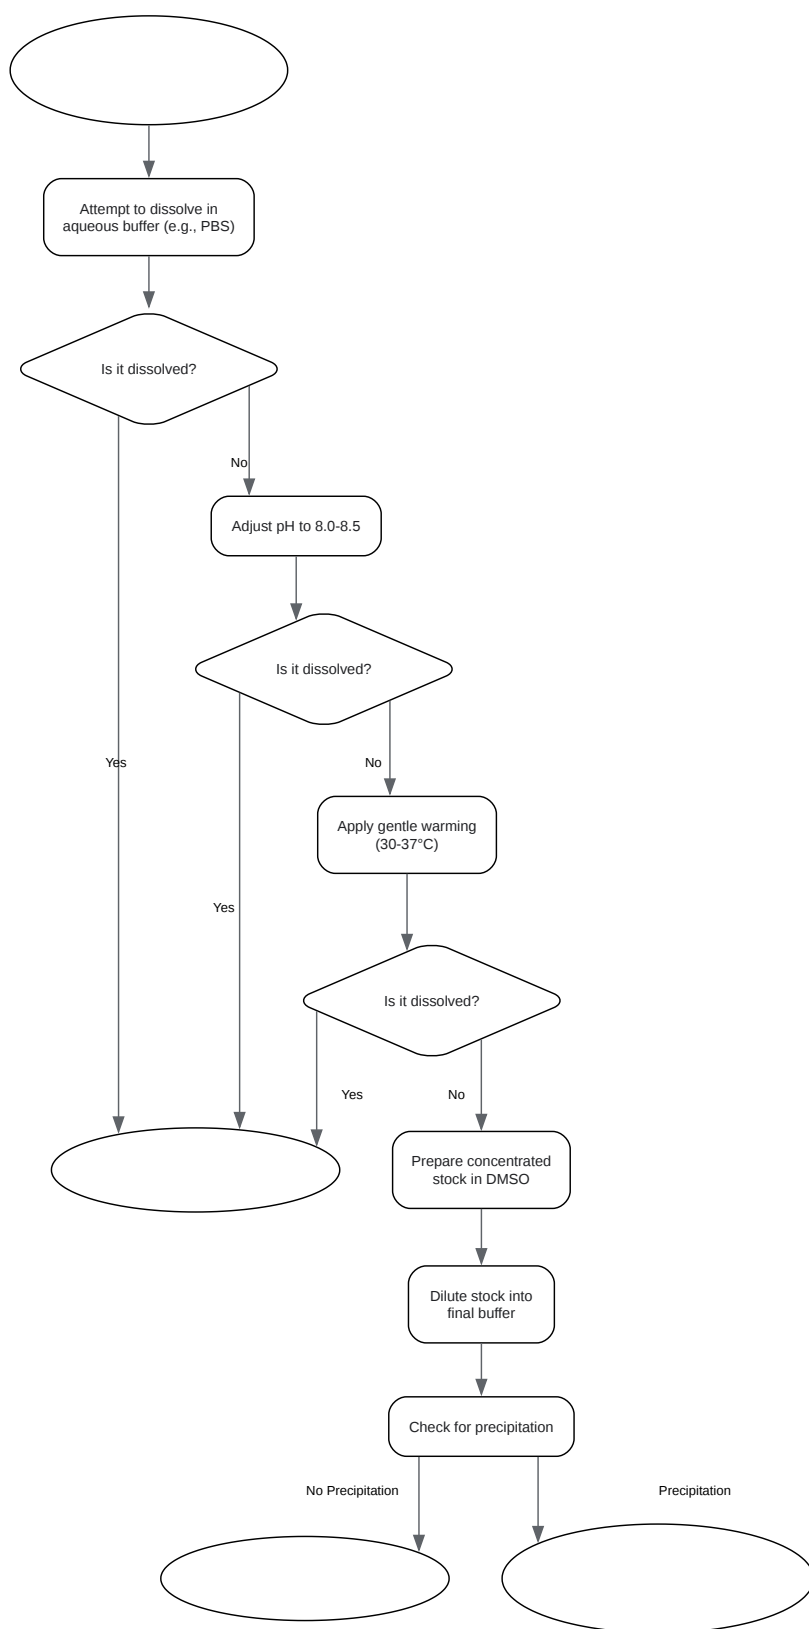 Attempt to dissolve in
aqueous buffer (e.g., PBS)
Is it dissolved?
No
Adjust pH to 8.0-8.5
Is it dissolved?
Yes
No
Apply gentle warming
(30-37°C)
Yes
Is it dissolved?
Yes
No
Prepare concentrated
stock in DMSO
Dilute stock into
final buffer
Check for precipitation
No Precipitation
Precipitation